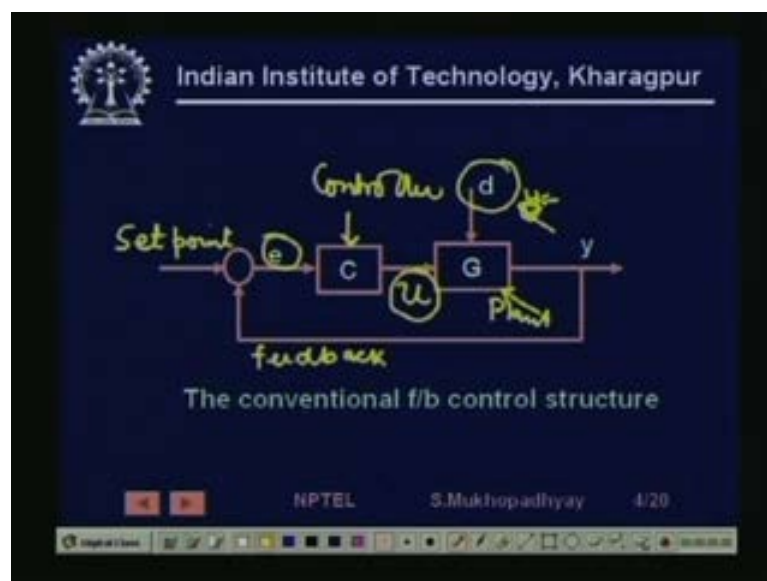 Indian Institute of Technology, Kharagpur
Controller
d
Set point
e
C
u
G
y
Plant
feedback
The conventional f/b control structure
NPTEL S.Mukhopadhyay 4/20